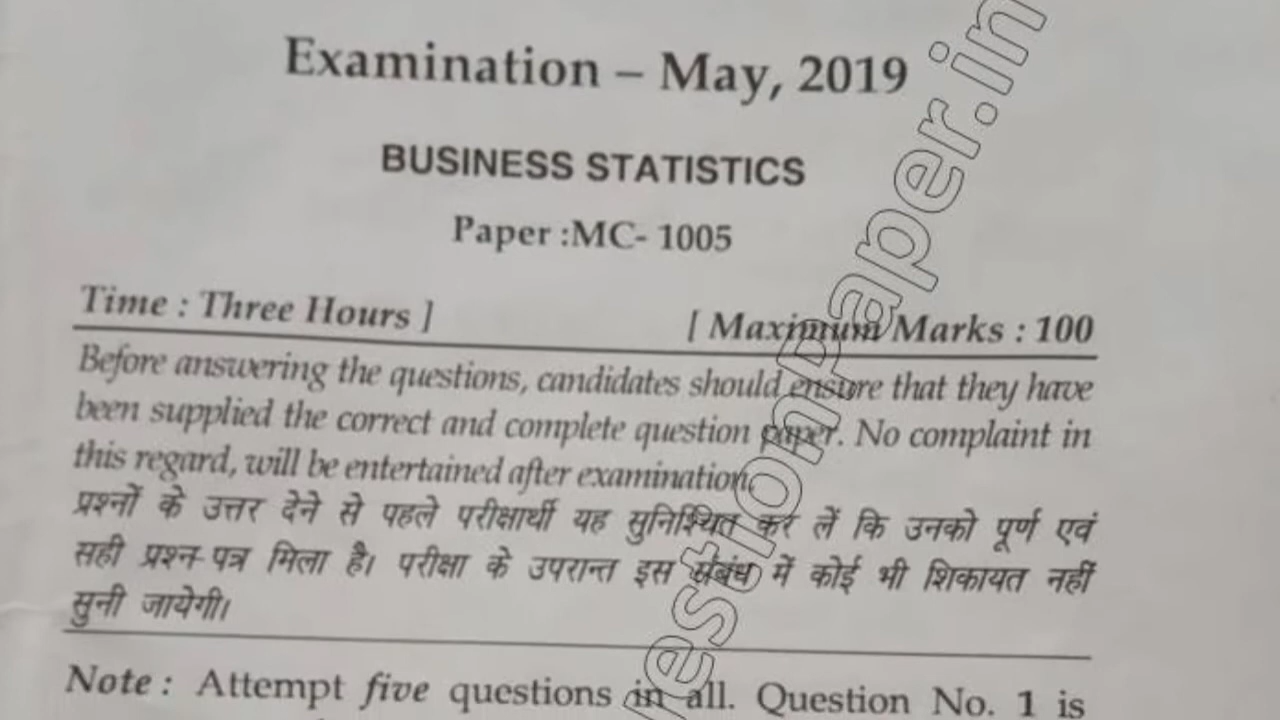 Examination – May, 2019
BUSINESS STATISTICS
Paper :MC- 1005
Time : Three Hours ] [ Maximum Marks : 100
Before answering the questions, candidates should ensure that they have
been supplied the correct and complete question paper. No complaint in
this regard, will be entertained after examination.
प्रश्नों के उत्तर देने से पहले परीक्षार्थी यह सुनिश्चित कर लें कि उनको पूर्ण एवं
सही प्रश्न-पत्र मिला है। परीक्षा के उपरान्त इस संबंध में कोई भी शिकायत नहीं
सुनी जायेगी।
Note : Attempt five questions in all. Question No. 1 is
estionPaper.in